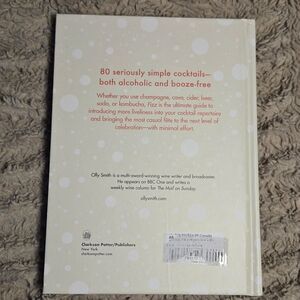 80 seriously simple cocktails—
both alcoholic and booze-free
Whether you use champagne, cava, cider, beer,
soda, or kombucha, Fizz is the ultimate guide to
introducing more liveliness into your cocktail repertoire
and bringing the most casual fête to the next level of
celebration—with minimal effort.
Olly Smith is a multi-award-winning wine writer and broadcaster.
He appears on BBC One and writes a
weekly wine column for The Mail on Sunday.
ollysmith.com
Clarkson Potter/Publishers
New York
clarksonpotter.com